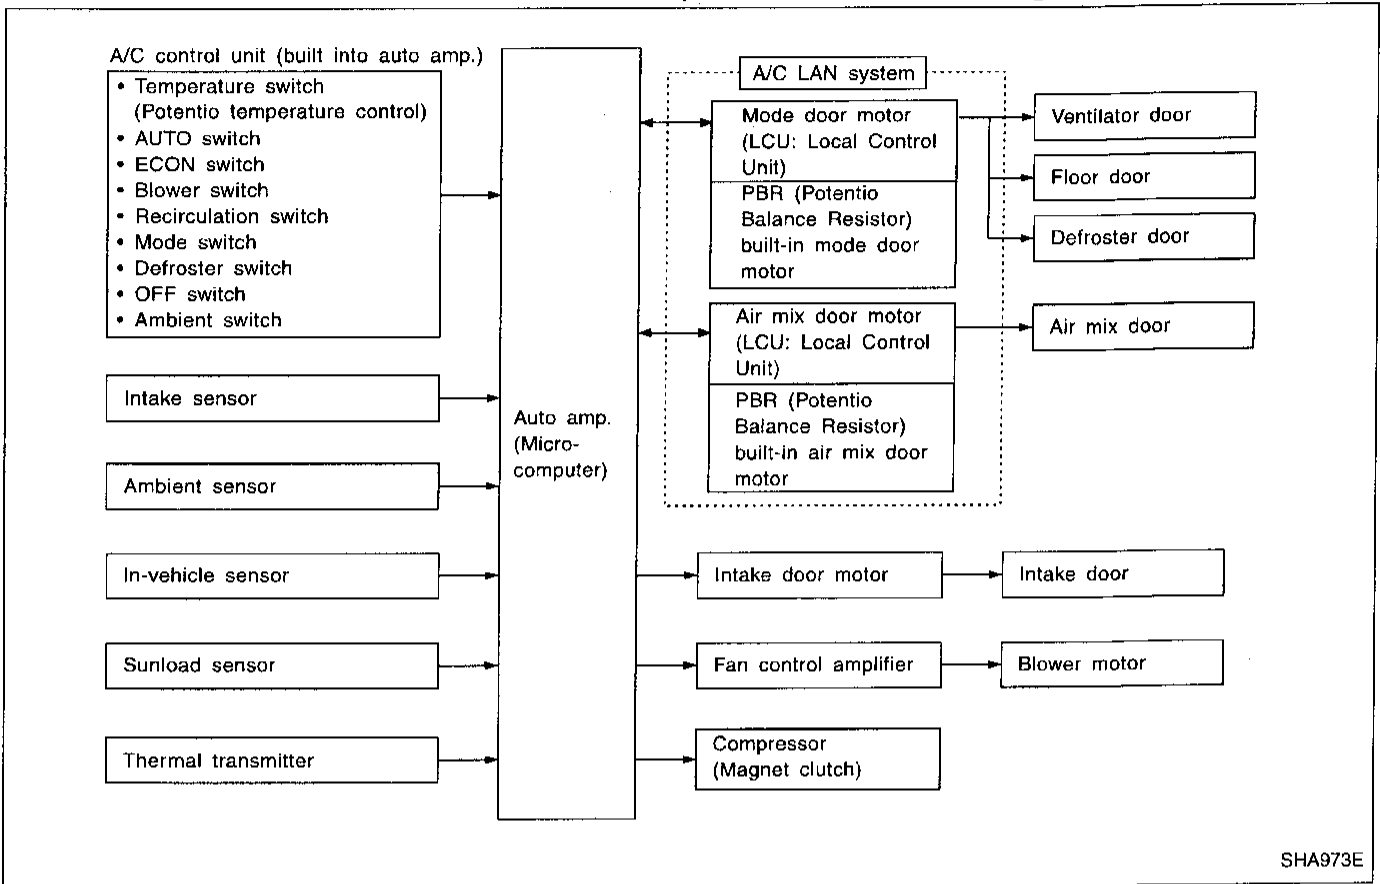 A/C control unit (built into auto amp.)
• Temperature switch
(Potentio temperature control)
• AUTO switch
• ECON switch
• Blower switch
• Recirculation switch
• Mode switch
• Defroster switch
• OFF switch
• Ambient switch
Intake sensor
Ambient sensor
In-vehicle sensor
Sunload sensor
Thermal transmitter
Auto amp.
(Micro-
computer)
A/C LAN system
Mode door motor
(LCU: Local Control
Unit)
PBR (Potentio
Balance Resistor)
built-in mode door
motor
Air mix door motor
(LCU: Local Control
Unit)
PBR (Potentio
Balance Resistor)
built-in air mix door
motor
Ventilator door
Floor door
Defroster door
Air mix door
Intake door motor
Intake door
Fan control amplifier
Blower motor
Compressor
(Magnet clutch)
SHA973E